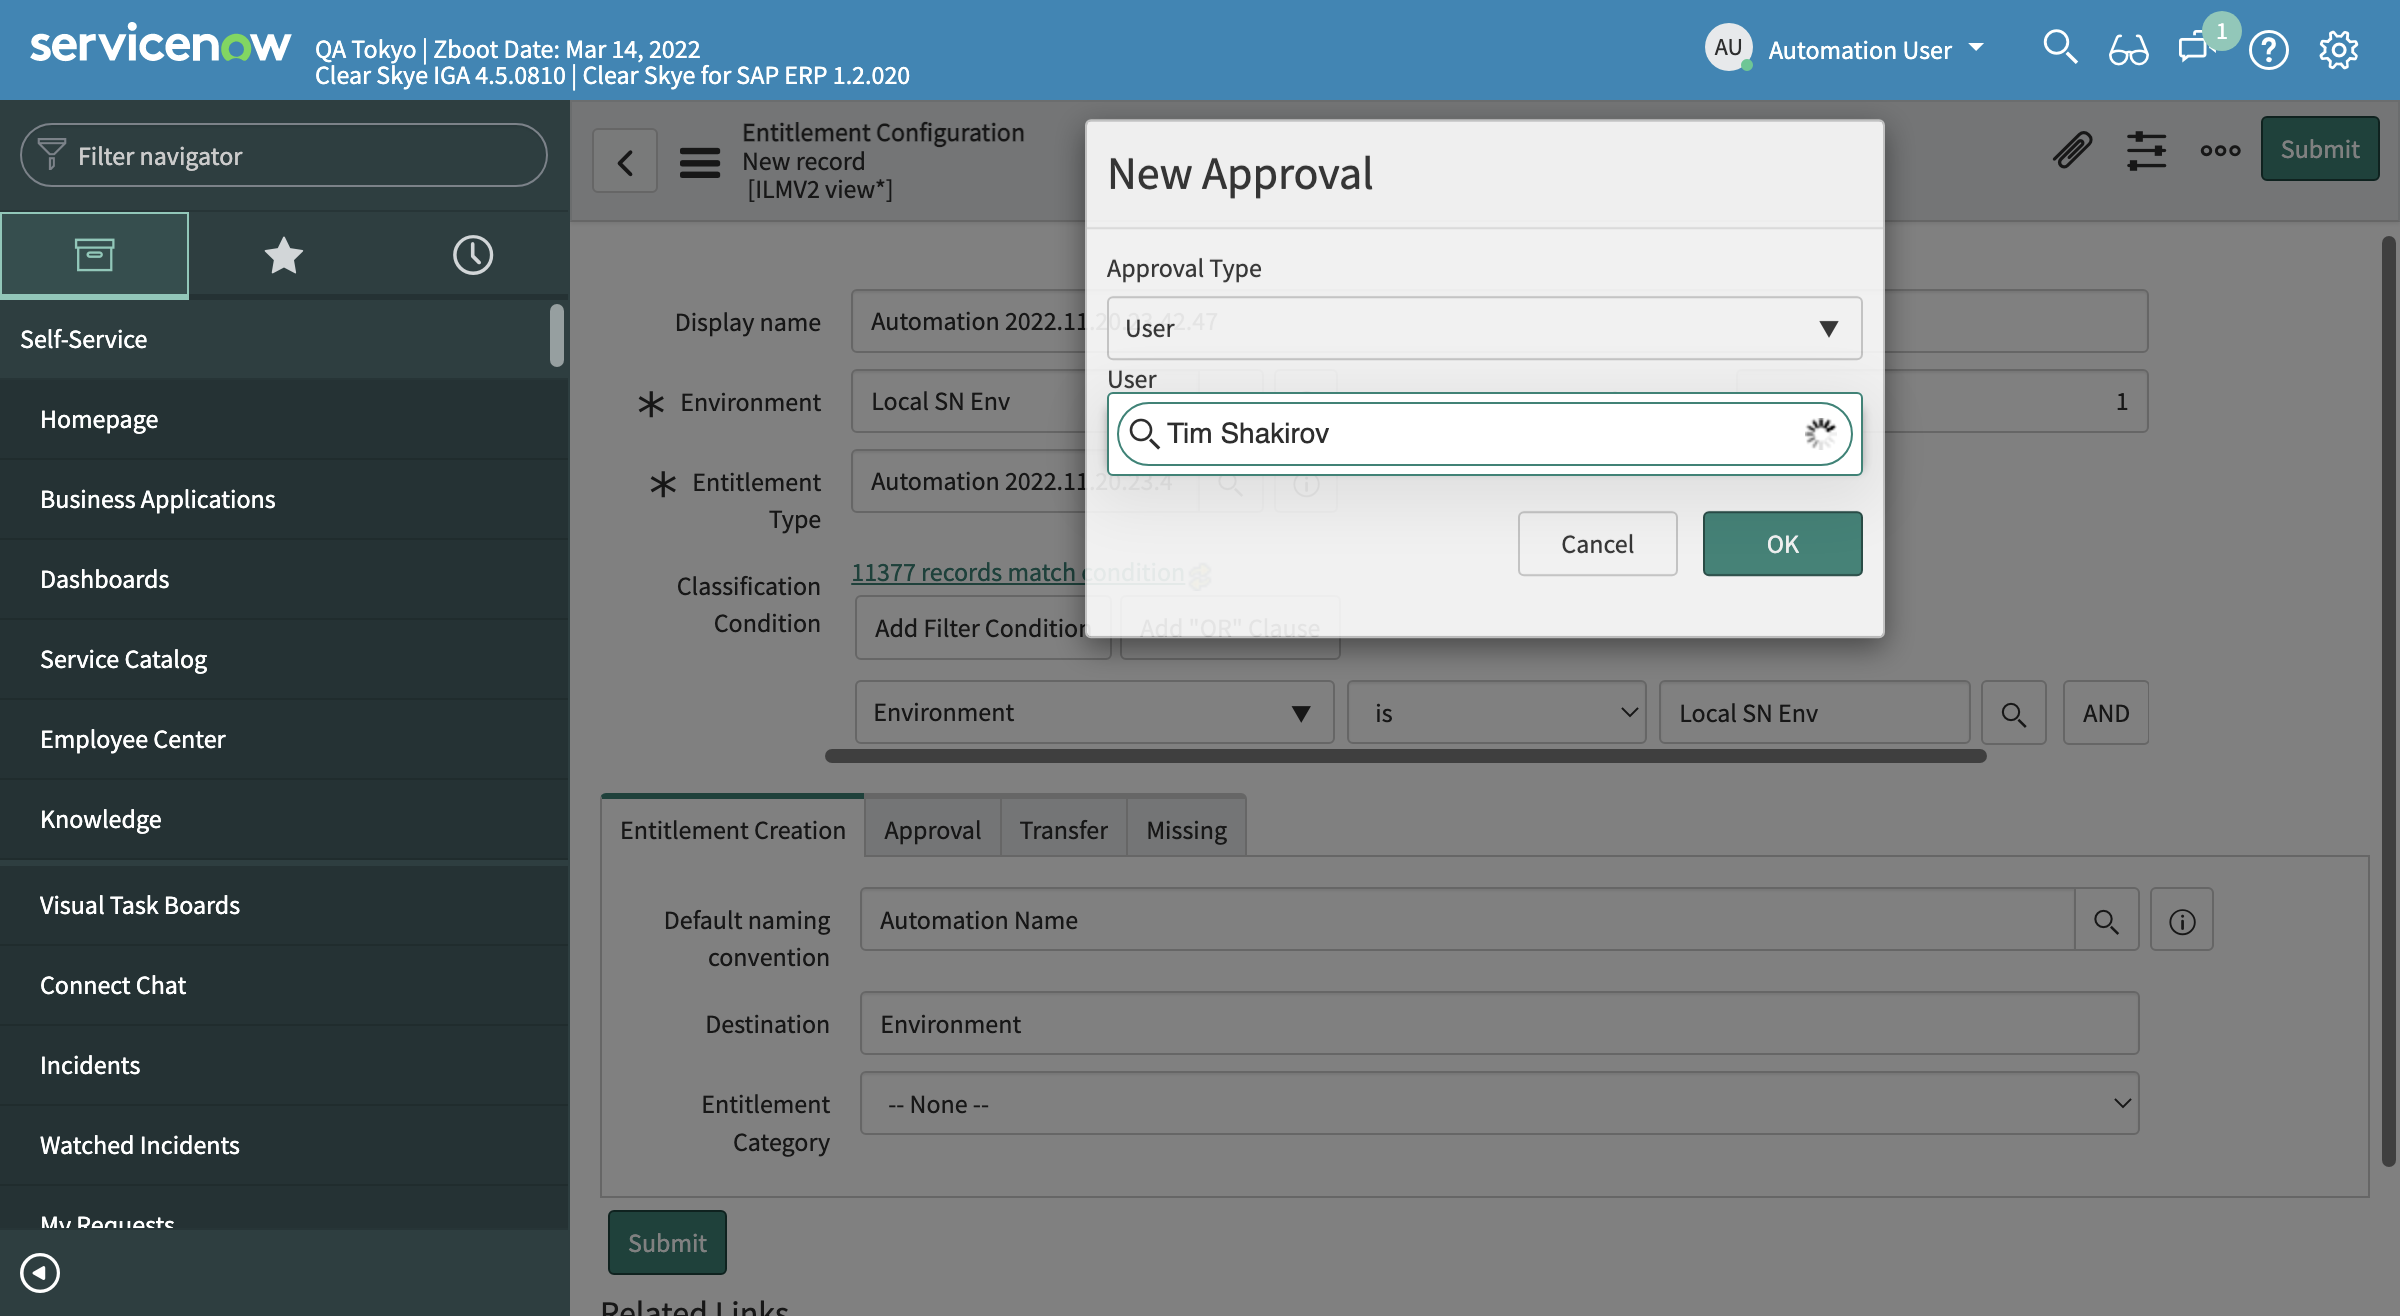 servicenow
QA Tokyo | Zboot Date: Mar 14, 2022
Clear Skye IGA 4.5.0810 | Clear Skye for SAP ERP 1.2.020
AU
Automation User
1
Filter navigator
Self-Service
Homepage
Business Applications
Dashboards
Service Catalog
Employee Center
Knowledge
Visual Task Boards
Connect Chat
Incidents
Watched Incidents
My Requests
Entitlement Configuration
New record
[ILMV2 view*]
Submit
New Approval
Approval Type
User
User
Tim Shakirov
Cancel
OK
Display name
Automation 2022.11.20.23.42.47
Environment
Local SN Env
1
Entitlement
Type
Automation 2022.11.20.23.4
Classification
Condition
11377 records match condition
Add Filter Condition
Add "OR" Clause
Environment
is
Local SN Env
AND
Entitlement Creation
Approval
Transfer
Missing
Default naming
convention
Automation Name
Destination
Environment
Entitlement
Category
-- None --
Submit
Related Links